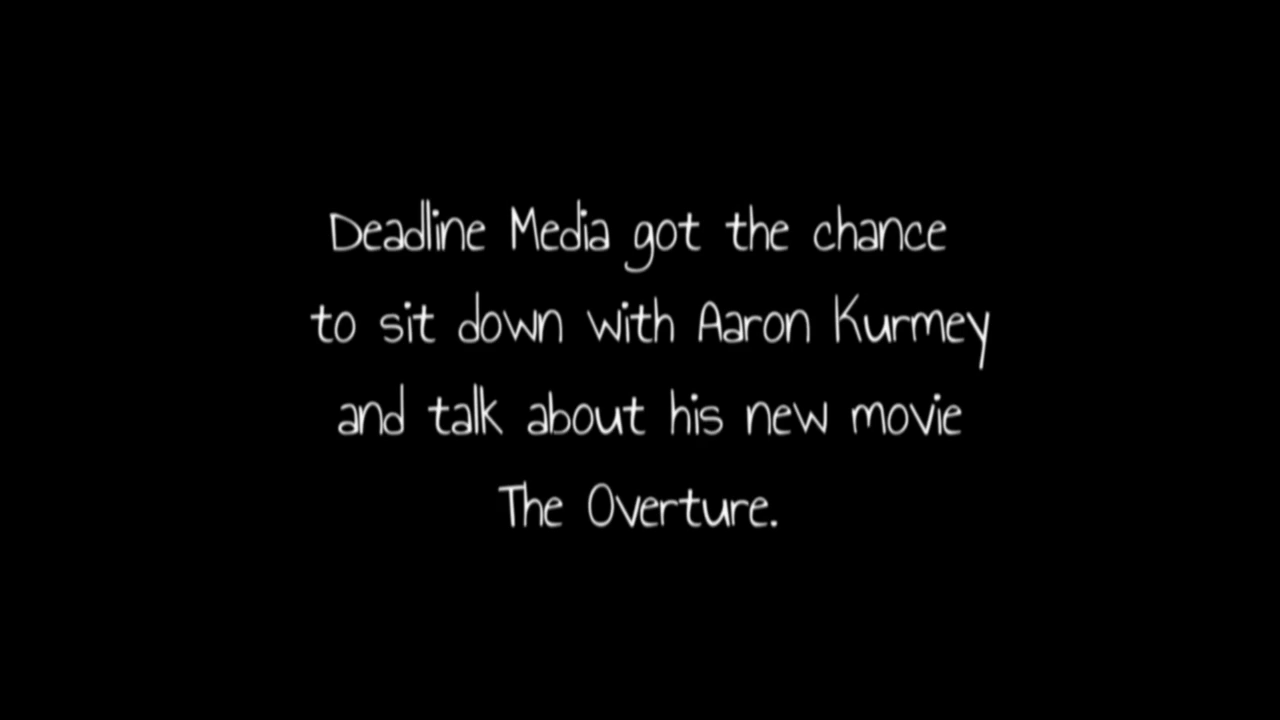 Deadline Media got the chance
to sit down with Aaron Kurmey
and talk about his new movie
The Overture.